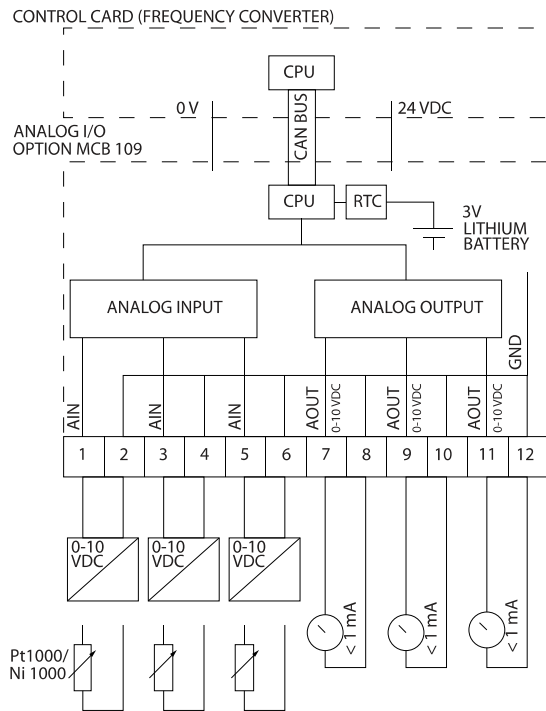 CONTROL CARD (FREQUENCY CONVERTER)
CPU
0 V
24 VDC
CAN BUS
ANALOG I/O
OPTION MCB 109
CPU
RTC
3V
LITHIUM
BATTERY
ANALOG INPUT
ANALOG OUTPUT
GND
AIN
AIN
AIN
AOUT
0-10 VDC
AOUT
0-10 VDC
AOUT
0-10 VDC
1
2
3
4
5
6
7
8
9
10
11
12
0-10
VDC
0-10
VDC
0-10
VDC
< 1 mA
< 1 mA
< 1 mA
Pt1000/
Ni 1000